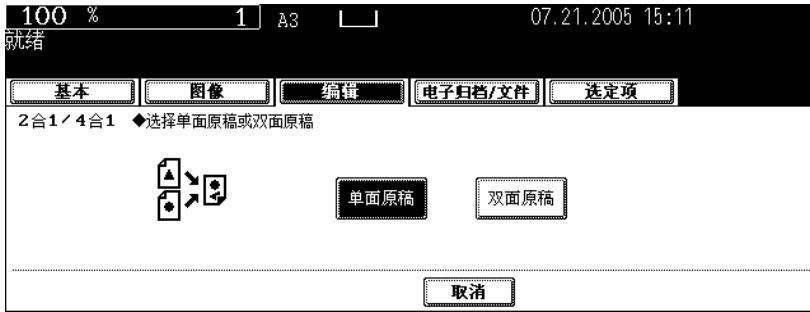 100 % 1 A3 07.21.2005 15:11
就绪
基本 图像 编辑 电子归档/文件 选定项
2合1/4合1 ◆选择单面原稿或双面原稿
单面原稿 双面原稿
取消